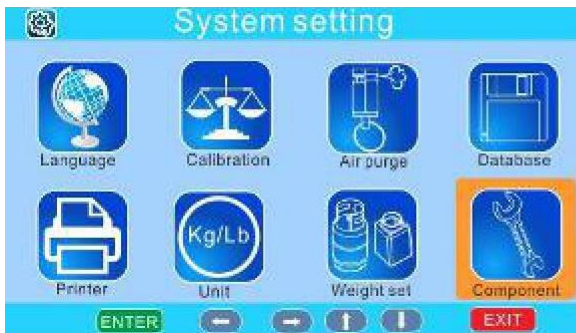 System setting
Language Calibration Air purge Database
Kg/Lb
Printer Unit Weight set Component
ENTER EXIT